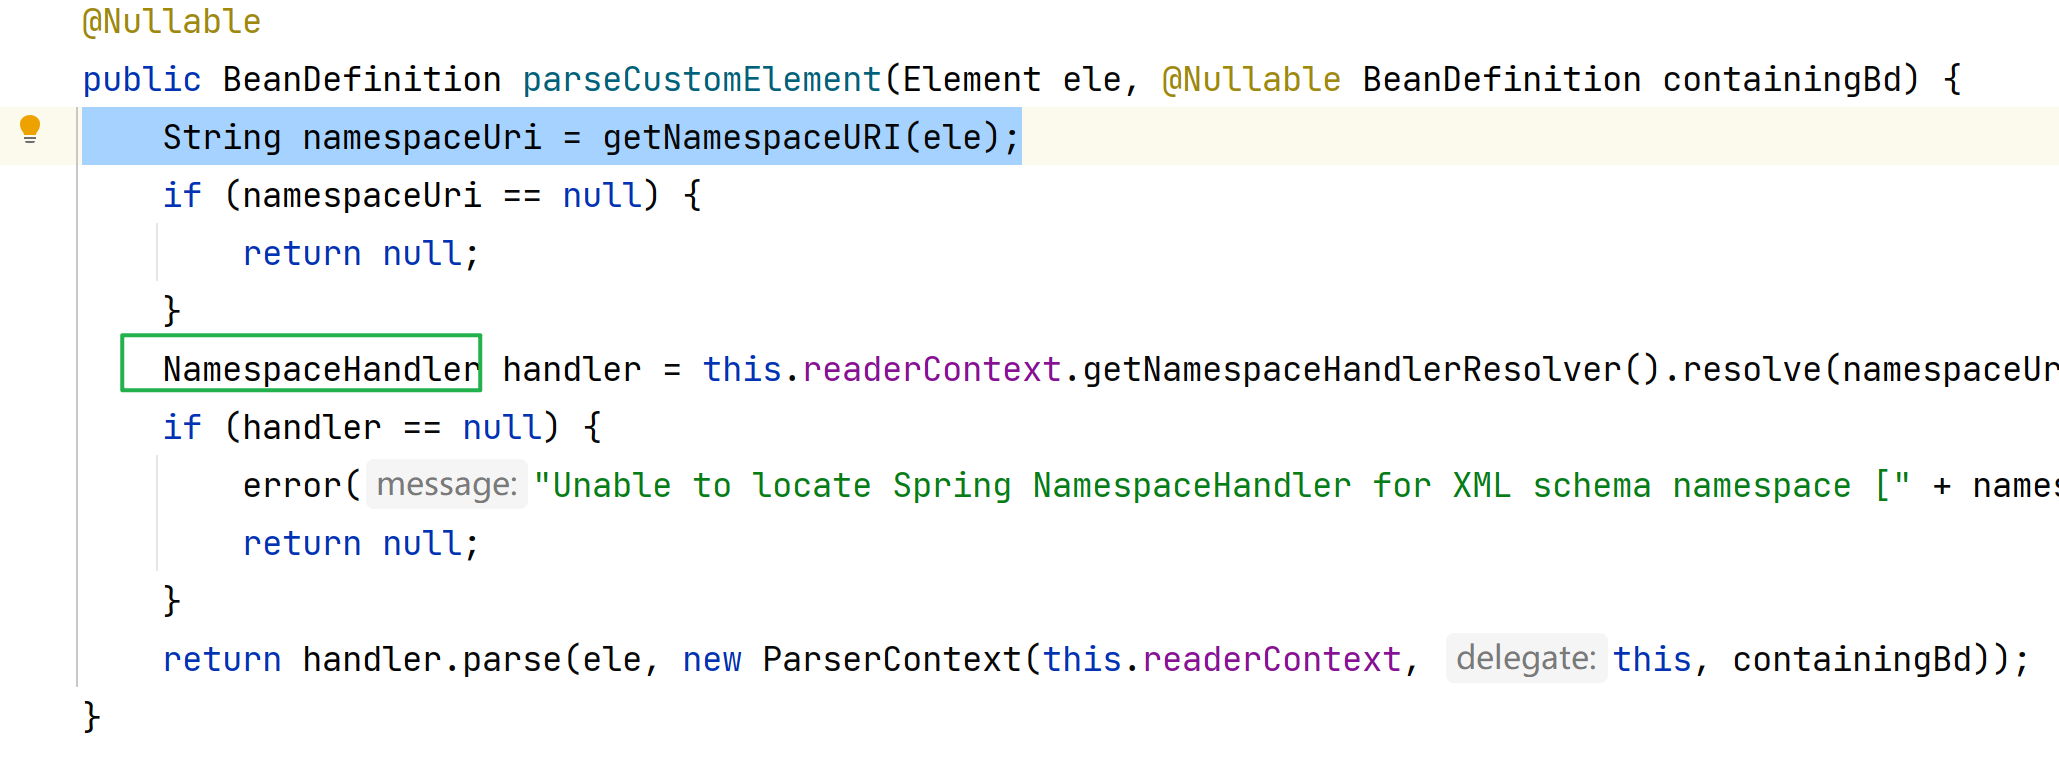 @Nullable
public BeanDefinition parseCustomElement(Element ele, @Nullable BeanDefinition containingBd) {
String namespaceUri = getNamespaceURI(ele);
if (namespaceUri == null) {
return null;
}
NamespaceHandler handler = this.readerContext.getNamespaceHandlerResolver().resolve(namespaceUr
if (handler == null) {
error( message: "Unable to locate Spring NamespaceHandler for XML schema namespace [" + names
return null;
}
return handler.parse(ele, new ParserContext(this.readerContext, delegate: this, containingBd));
}